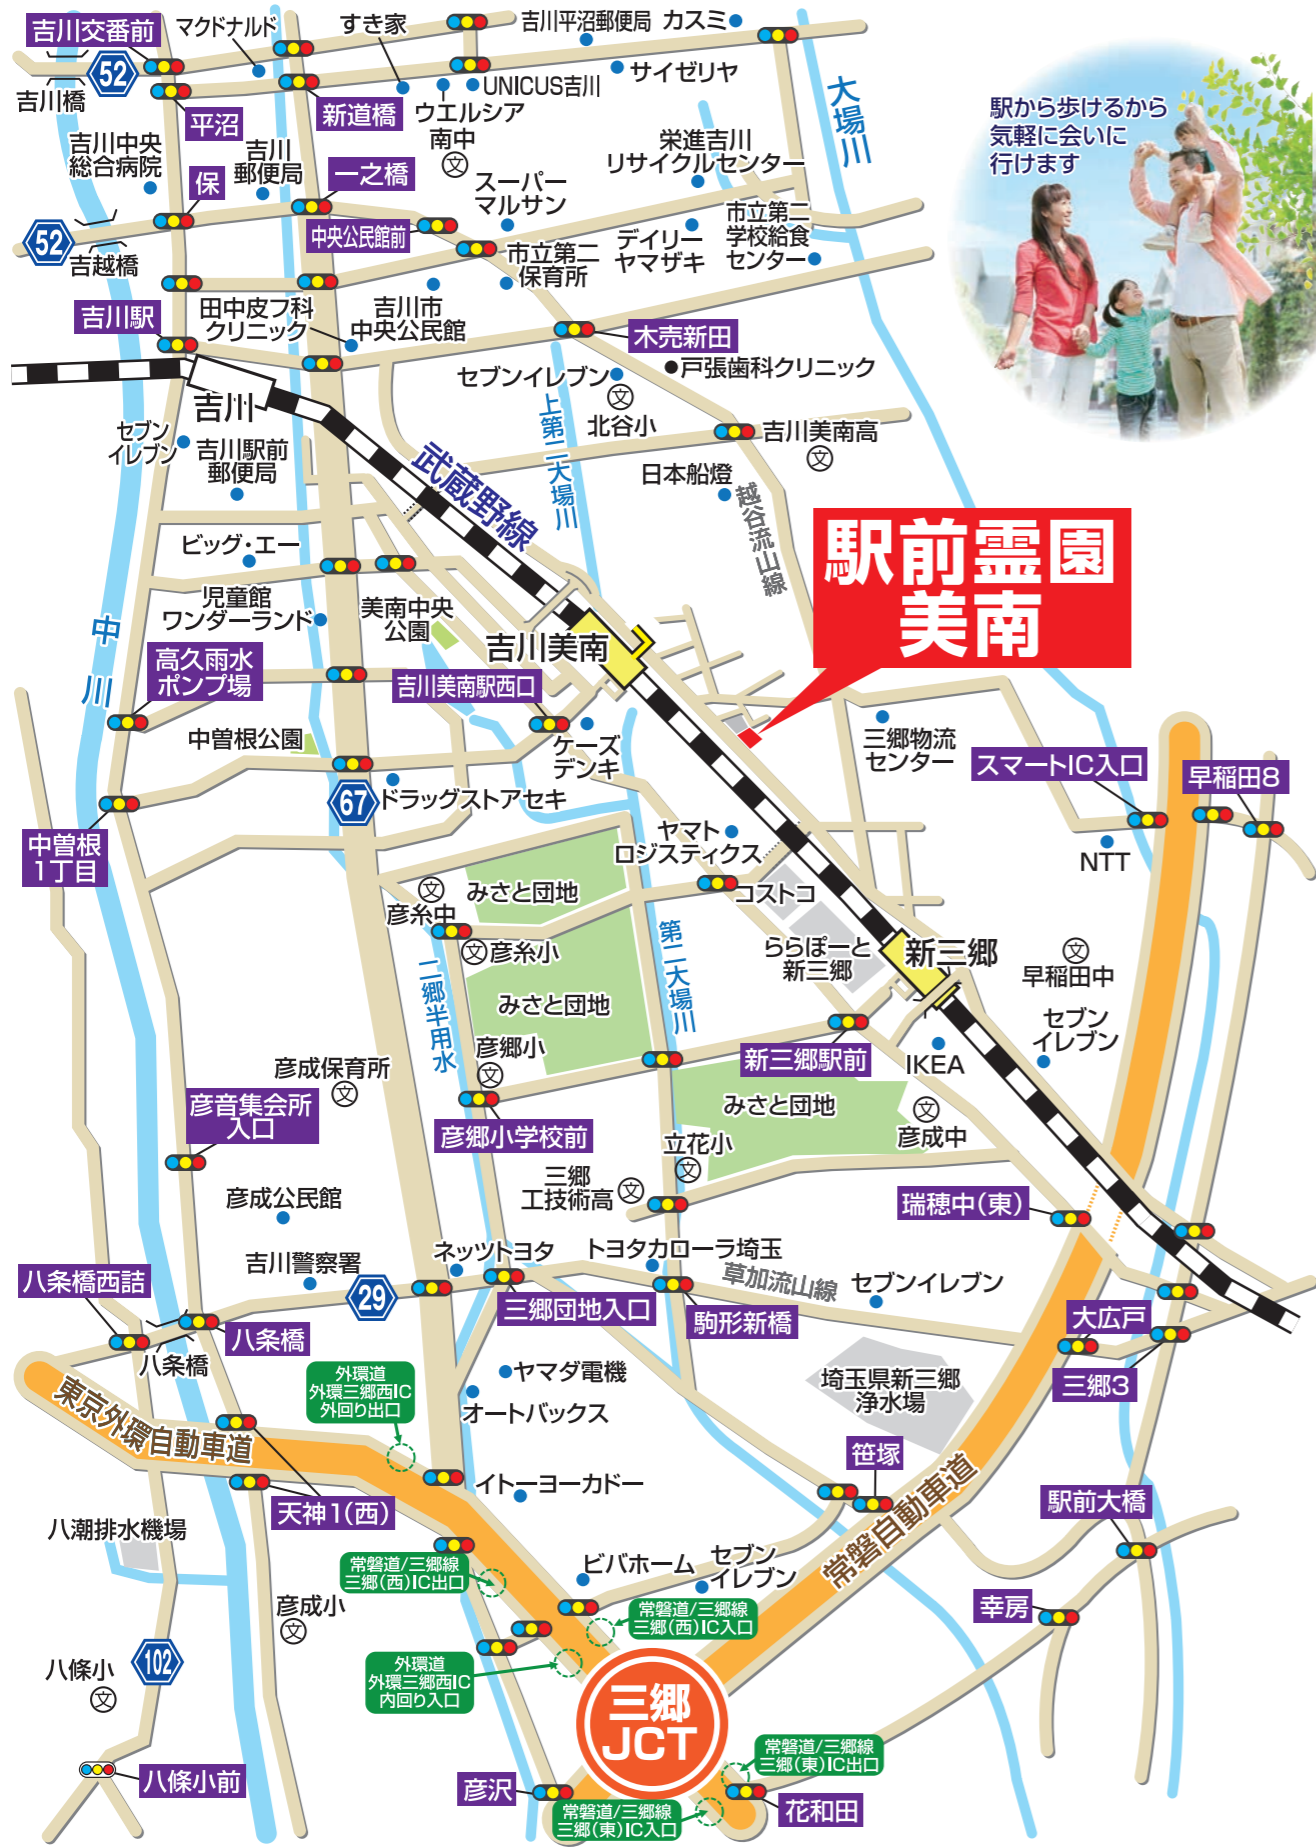 吉川交番前
マクドナルド
すき家
吉川平沼郵便局
カスミ
52
吉川橋
平沼
新道橋
ウエルシア
UNICUS吉川
サイゼリヤ
大場川
駅から歩けるから
気軽に会いに
行けます
吉川中央
総合病院
吉川
郵便局
南中
文
栄進吉川
リサイクルセンター
保
一之橋
スーパー
マルサン
中央公民館前
52
吉越橋
市立第二
保育所
デイリー
ヤマザキ
市立第二
学校給食
センター
吉川駅
田中皮フ科
クリニック
吉川市
中央公民館
木売新田
戸張歯科クリニック
吉川
セブンイレブン
文
北谷小
上第二大場川
セブン
イレブン
吉川駅前
郵便局
武蔵野線
吉川美南高
文
日本船燈
越谷流山線
駅前霊園
美南
ビッグ・エー
児童館
ワンダーランド
美南中央
公園
吉川美南
中川
高久雨水
ポンプ場
吉川美南駅西口
中曽根公園
ケーズ
デンキ
三郷物流
センター
スマートIC入口
早稲田8
67
ドラッグストアセキ
中曽根
1丁目
ヤマト
ロジスティクス
NTT
文
彦糸中
みさと団地
コストコ
文
彦糸小
第二大場川
ららぽーと
新三郷
新三郷
文
早稲田中
二郷半用水
みさと団地
セブン
イレブン
彦郷小
文
新三郷駅前
IKEA
彦成保育所
文
彦音集会所
入口
彦郷小学校前
みさと団地
文
彦成中
立花小
文
三郷
工技術高
文
彦成公民館
瑞穂中(東)
吉川警察署
ネッツトヨタ
トヨタカローラ埼玉
草加流山線
セブンイレブン
八条橋西詰
29
三郷団地入口
駒形新橋
大広戸
八条橋
八条橋
三郷3
外環道
外環三郷西IC
外回り出口
ヤマダ電機
オートバックス
埼玉県新三郷
浄水場
東京外環自動車道
笹塚
イトーヨーカドー
常磐自動車道
駅前大橋
天神1(西)
八潮排水機場
常磐道/三郷線
三郷(西)IC出口
ビバホーム
セブン
イレブン
彦成小
文
常磐道/三郷線
三郷(西)IC入口
幸房
102
八條小
文
外環道
外環三郷西IC
内回り入口
三郷
JCT
常磐道/三郷線
三郷(東)IC出口
八條小前
彦沢
常磐道/三郷線
三郷(東)IC入口
花和田